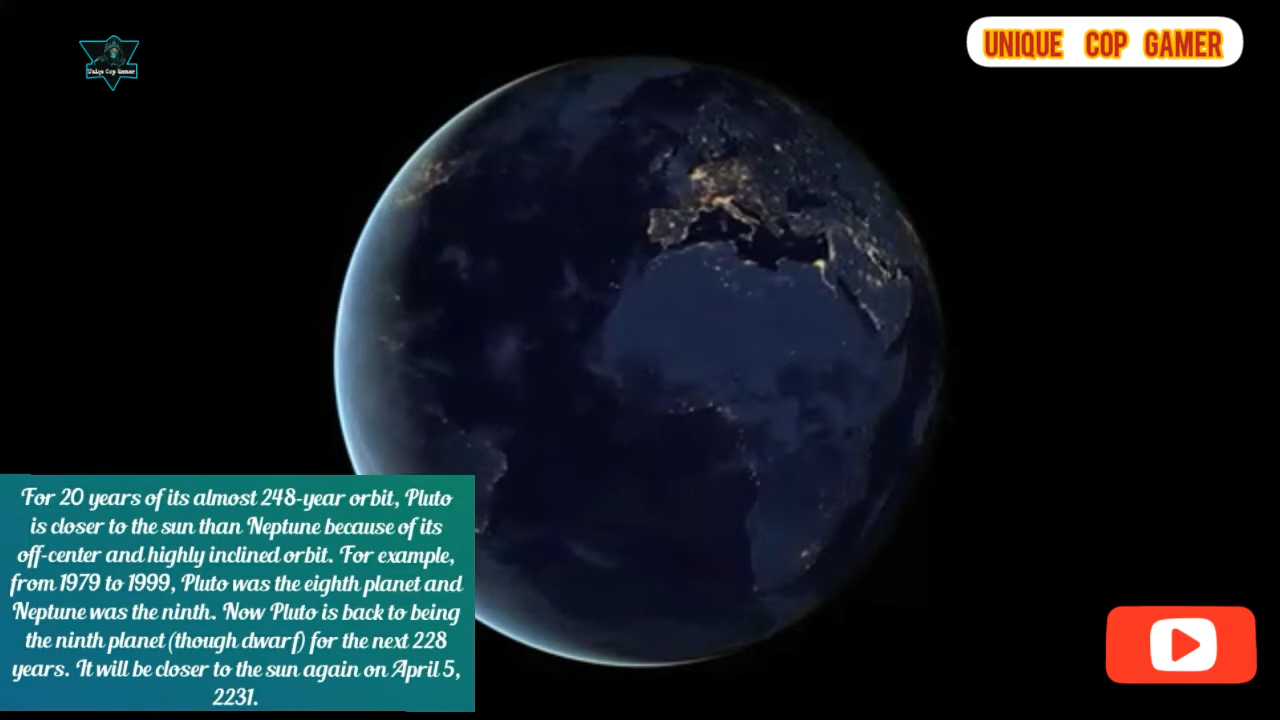 Uniqe Cop Gamer
UNIQUE COP GAMER
For 20 years of its almost 248-year orbit, Pluto
is closer to the sun than Neptune because of its
off-center and highly inclined orbit. For example,
from 1979 to 1999, Pluto was the eighth planet and
Neptune was the ninth. Now Pluto is back to being
the ninth planet (though dwarf) for the next 228
years. It will be closer to the sun again on April 5,
2231.